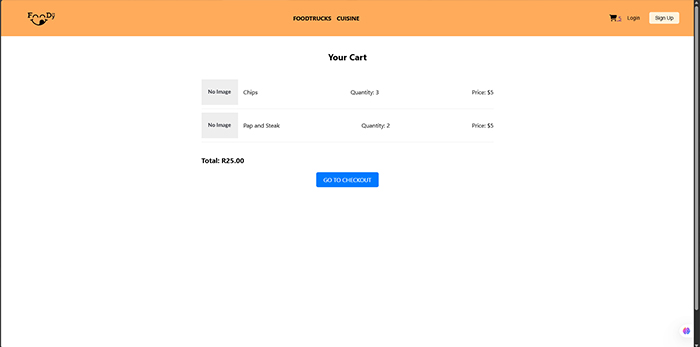 FooDz
FOODTRUCKS CUISINE
Login
Sign Up
Your Cart
No Image Chips Quantity: 3 Price: $5
No Image Pap and Steak Quantity: 2 Price: $5
Total: R25.00
GO TO CHECKOUT